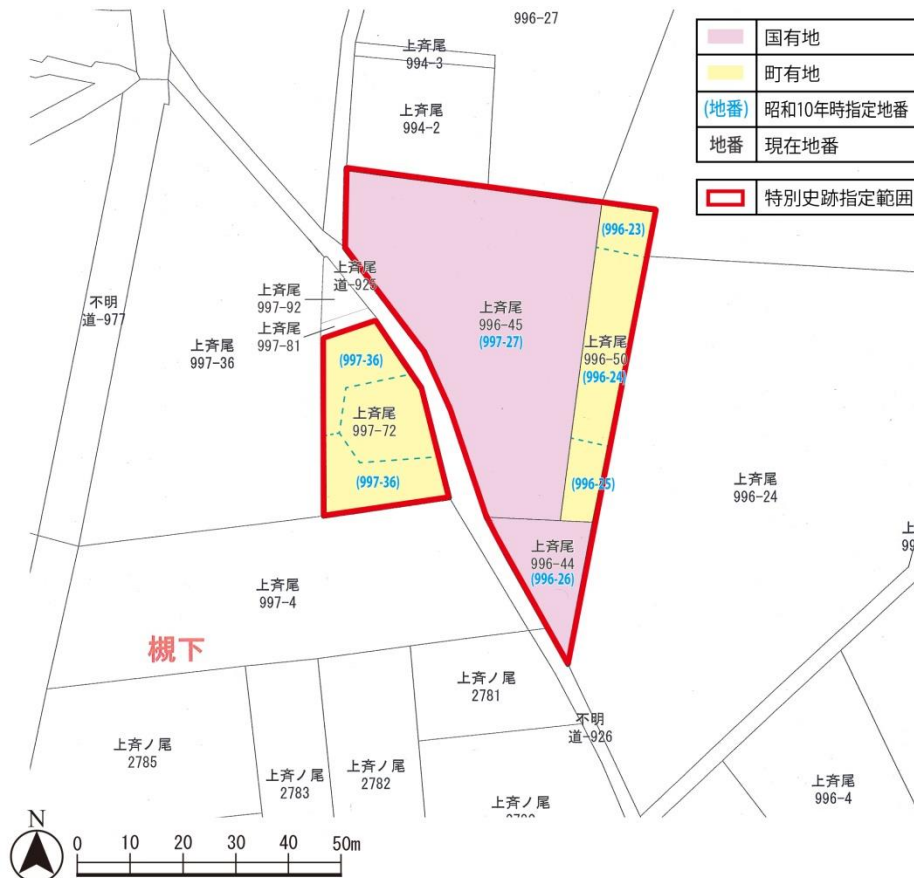 996-27
上斉尾
994-3
上斉尾
994-2
国有地
町有地
(地番) 昭和10年時指定地番
地番 現在地番
特別史跡指定範囲
(996-23)
上斉尾
道-925
上斉尾
997-92
不明
道-977
上斉尾
997-81
上斉尾
997-36
上斉尾
996-45
(997-27)
上斉尾
996-50
(996-24)
(997-36)
上斉尾
997-72
(997-36)
(996-25)
上斉尾
996-24
上斉尾
996-44
(996-26)
上斉尾
997-4
槻下
上斉ノ尾
2781
不明
道-926
上斉ノ尾
2785
上斉ノ尾
2783
上斉ノ尾
2782
上斉ノ尾
上斉尾
996-4
N
0 10 20 30 40 50m